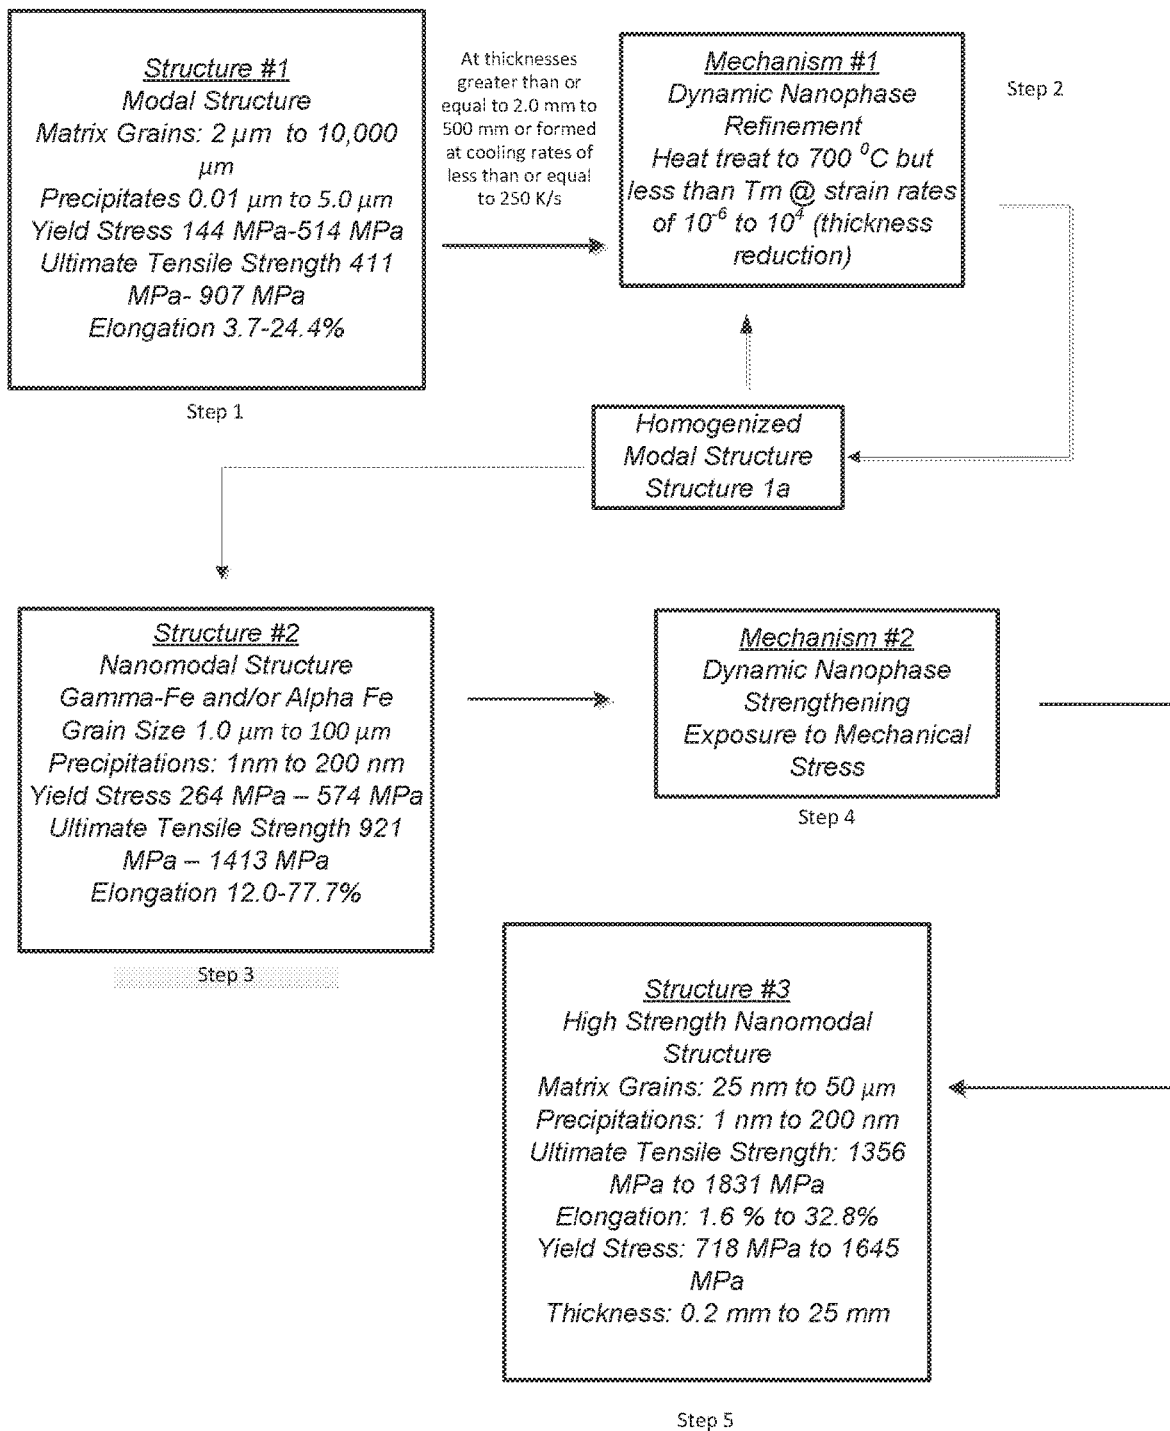 Structure #1
Modal Structure
Matrix Grains: 2 µm to 10,000
µm
Precipitates 0.01 µm to 5.0 µm
Yield Stress 144 MPa-514 MPa
Ultimate Tensile Strength 411
MPa- 907 MPa
Elongation 3.7-24.4%
Step 1
At thicknesses
greater than or
equal to 2.0 mm to
500 mm or formed
at cooling rates of
less than or equal
to 250 K/s
Mechanism #1
Dynamic Nanophase
Refinement
Heat treat to 700 ⁰C but
less than Tm @ strain rates
of 10⁻⁶ to 10⁴ (thickness
reduction)
Step 2
Homogenized
Modal Structure
Structure 1a
Structure #2
Nanomodal Structure
Gamma-Fe and/or Alpha Fe
Grain Size 1.0 µm to 100 µm
Precipitations: 1nm to 200 nm
Yield Stress 264 MPa – 574 MPa
Ultimate Tensile Strength 921
MPa – 1413 MPa
Elongation 12.0-77.7%
Step 3
Mechanism #2
Dynamic Nanophase
Strengthening
Exposure to Mechanical
Stress
Step 4
Structure #3
High Strength Nanomodal
Structure
Matrix Grains: 25 nm to 50 µm
Precipitations: 1 nm to 200 nm
Ultimate Tensile Strength: 1356
MPa to 1831 MPa
Elongation: 1.6 % to 32.8%
Yield Stress: 718 MPa to 1645
MPa
Thickness: 0.2 mm to 25 mm
Step 5